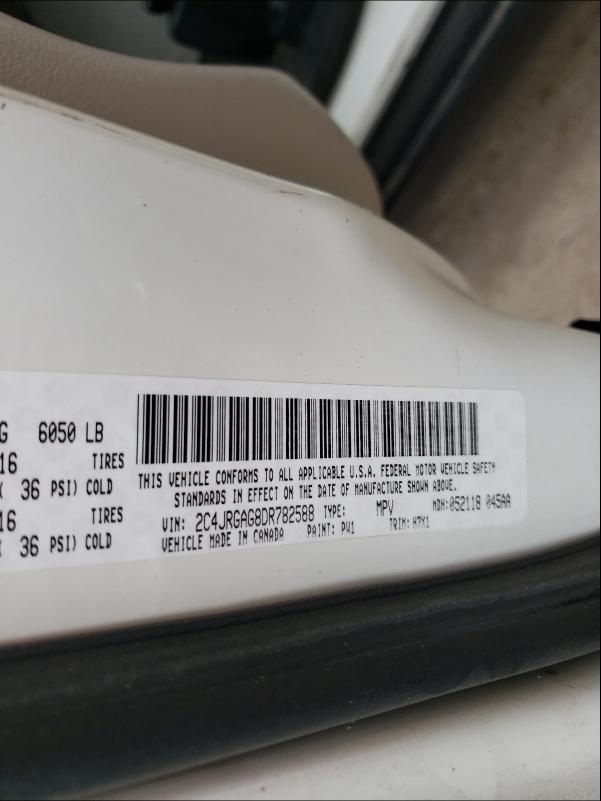 G 6050 LB
16 TIRES
( 36 PSI) COLD
16 TIRES
( 36 PSI) COLD
THIS VEHICLE CONFORMS TO ALL APPLICABLE U.S.A. FEDERAL MOTOR VEHICLE SAFETY
STANDARDS IN EFFECT ON THE DATE OF MANUFACTURE SHOWN ABOVE.
VIN: 2C4JRGAG8DR782588 TYPE: MPV MDH:052118 045AA
VEHICLE MADE IN CANADA PAINT: PW1 TRIM: H7X1